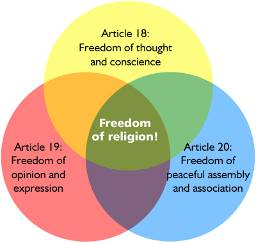 Article 18:
Freedom of thought
and conscience
Freedom
of religion!
Article 19:
Freedom of
opinion and
expression
Article 20:
Freedom of
peaceful assembly
and association